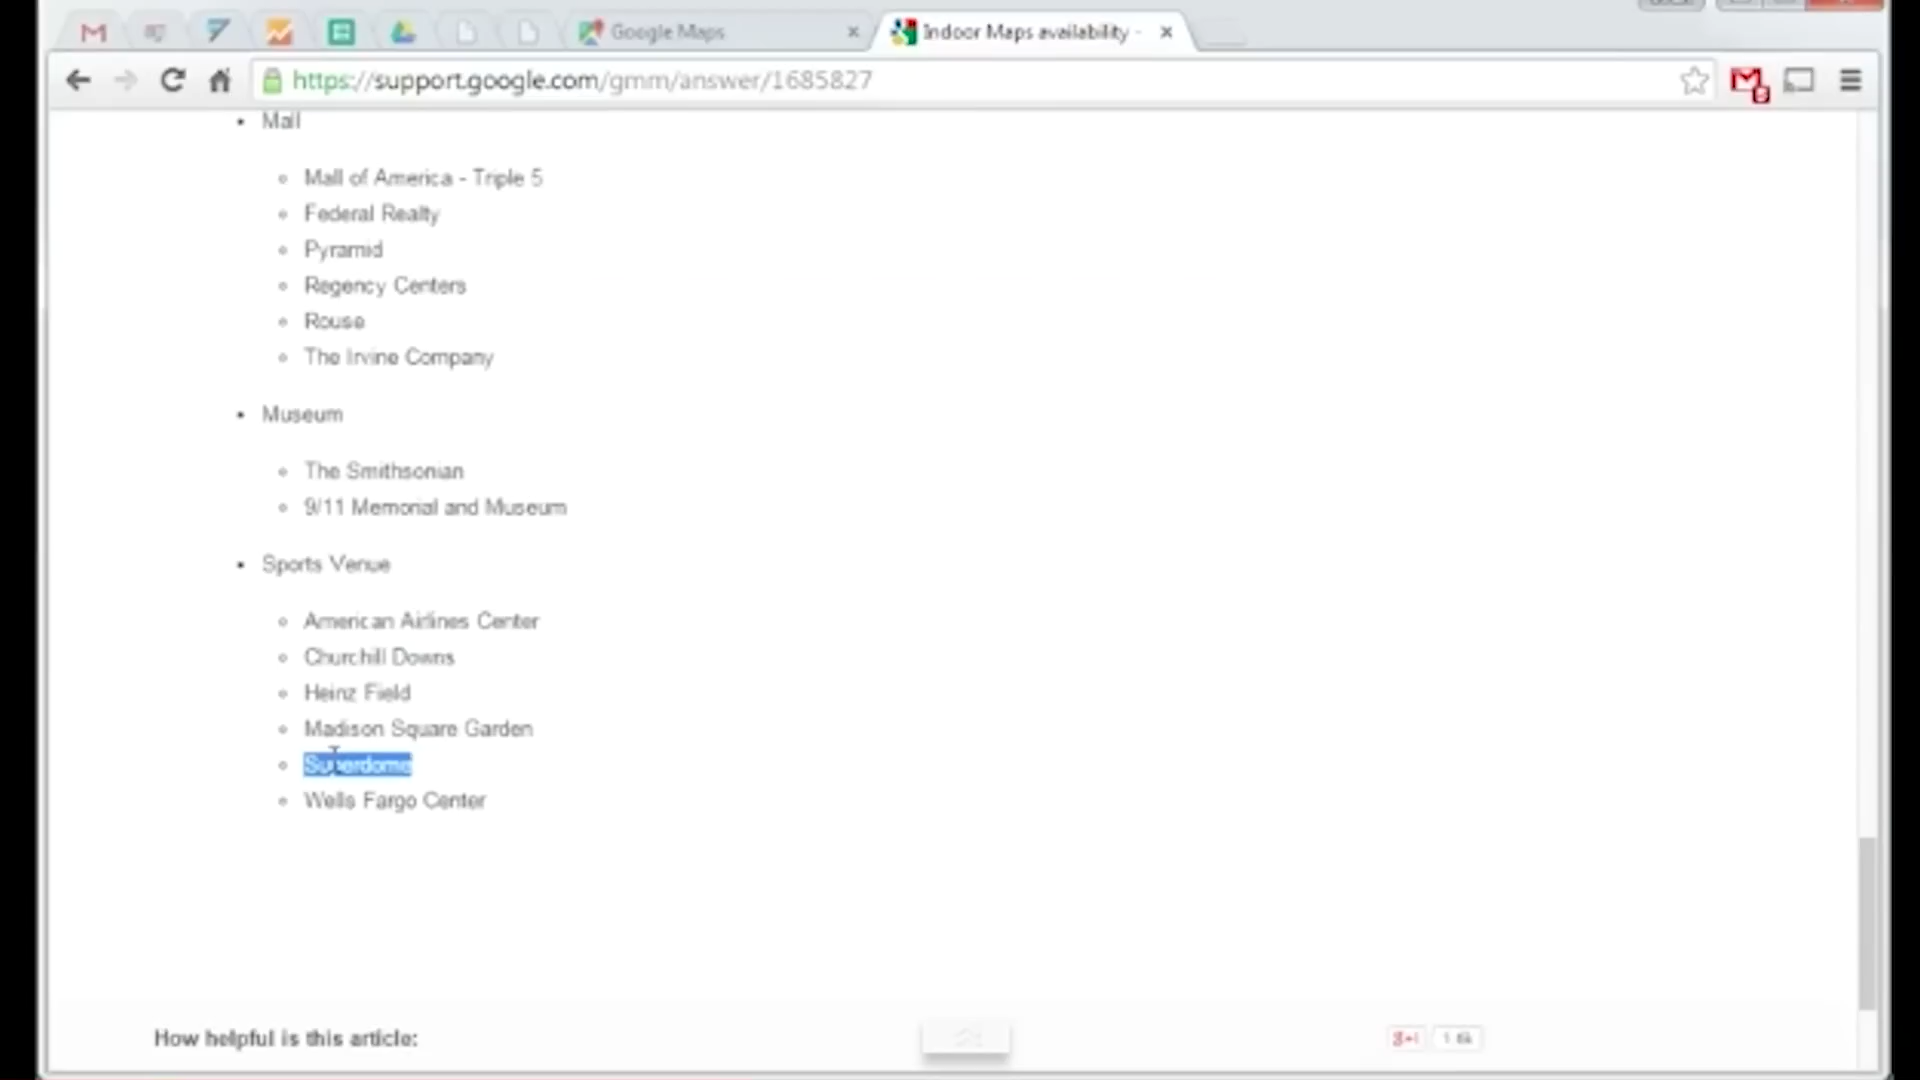 Google Maps
Indoor Maps availability -
https://support.google.com/gmm/answer/1685827
Mall
Mall of America - Triple 5
Federal Realty
Pyramid
Regency Centers
Rouse
The Irvine Company
Museum
The Smithsonian
9/11 Memorial and Museum
Sports Venue
American Airlines Center
Churchill Downs
Heinz Field
Madison Square Garden
Superdome
Wells Fargo Center
How helpful is this article: